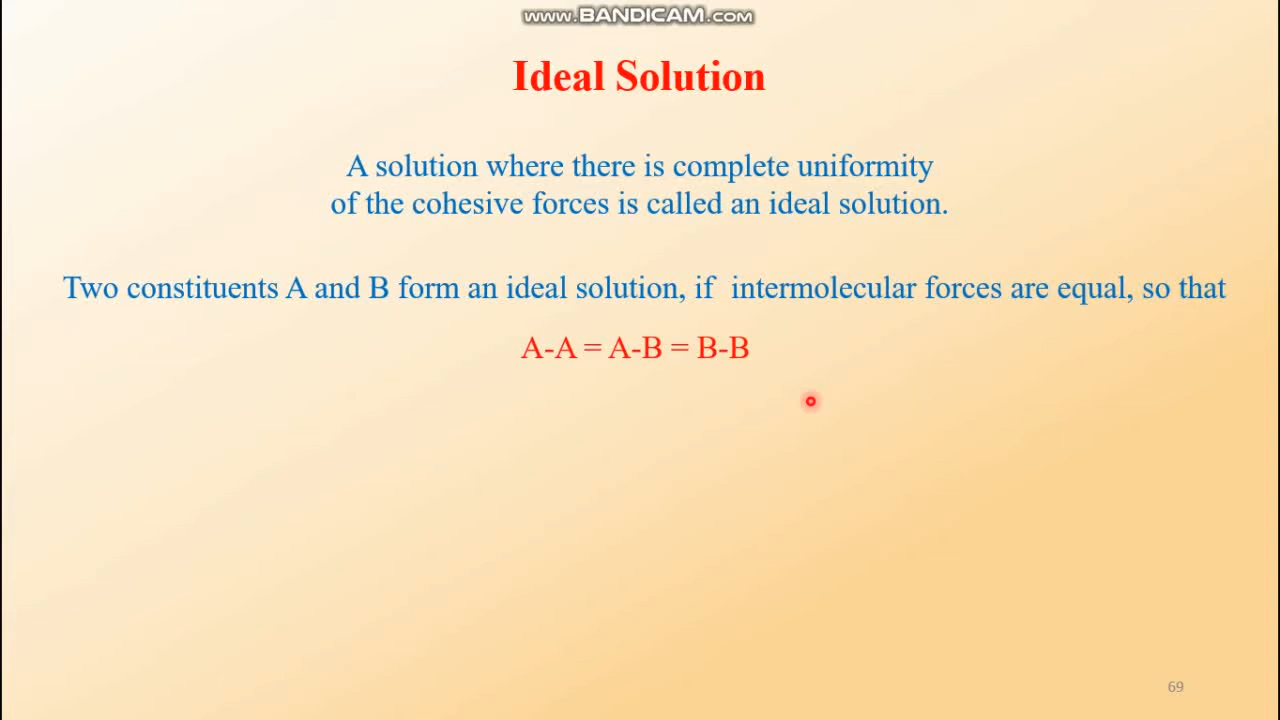 www.BANDICAM.com
Ideal Solution
A solution where there is complete uniformity
of the cohesive forces is called an ideal solution.
Two constituents A and B form an ideal solution, if  intermolecular forces are equal, so that
A-A = A-B = B-B
69